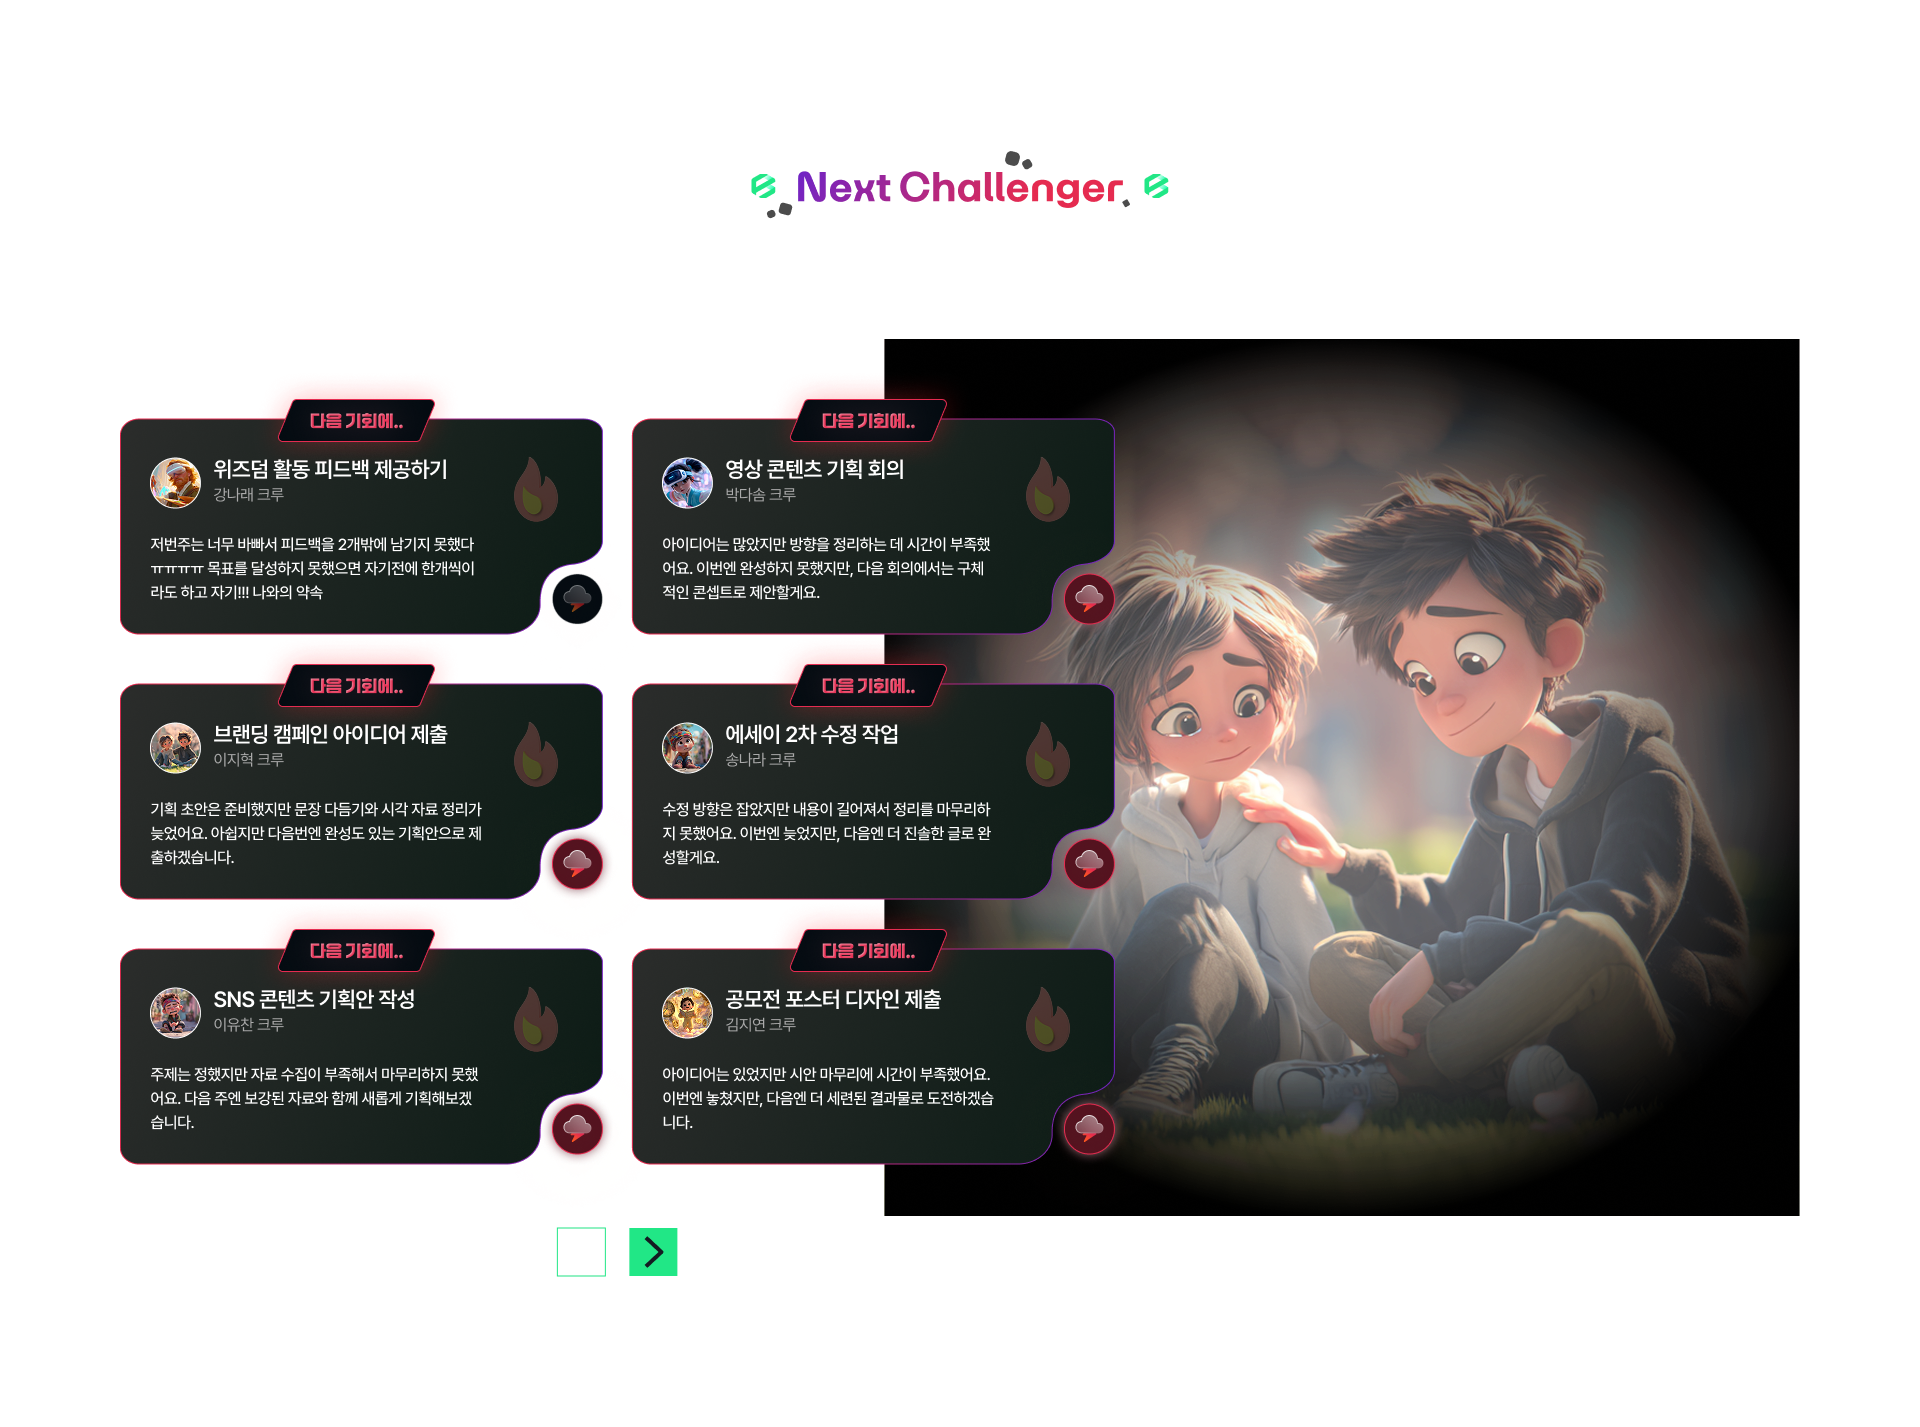 Next Challenger
다음 기회에..
위즈덤 활동 피드백 제공하기
강나래 크루
저번주는 너무 바빠서 피드백을 2개밖에 남기지 못했다
ㅠㅠㅠㅠ 목표를 달성하지 못했으면 자기전에 한개씩이
라도 하고 자기!!! 나와의 약속
다음 기회에..
영상 콘텐츠 기획 회의
박다솜 크루
아이디어는 많았지만 방향을 정리하는 데 시간이 부족했
어요. 이번엔 완성하지 못했지만, 다음 회의에서는 구체
적인 콘셉트로 제안할게요.
다음 기회에..
브랜딩 캠페인 아이디어 제출
이지혁 크루
기획 초안은 준비했지만 문장 다듬기와 시각 자료 정리가
늦었어요. 아쉽지만 다음번엔 완성도 있는 기획안으로 제
출하겠습니다.
다음 기회에..
에세이 2차 수정 작업
송나라 크루
수정 방향은 잡았지만 내용이 길어져서 정리를 마무리하
지 못했어요. 이번엔 늦었지만, 다음엔 더 진솔한 글로 완
성할게요.
다음 기회에..
SNS 콘텐츠 기획안 작성
이유찬 크루
주제는 정했지만 자료 수집이 부족해서 마무리하지 못했
어요. 다음 주엔 보강된 자료와 함께 새롭게 기획해보겠
습니다.
다음 기회에..
공모전 포스터 디자인 제출
김지연 크루
아이디어는 있었지만 시안 마무리에 시간이 부족했어요.
이번엔 놓쳤지만, 다음엔 더 세련된 결과물로 도전하겠습
니다.